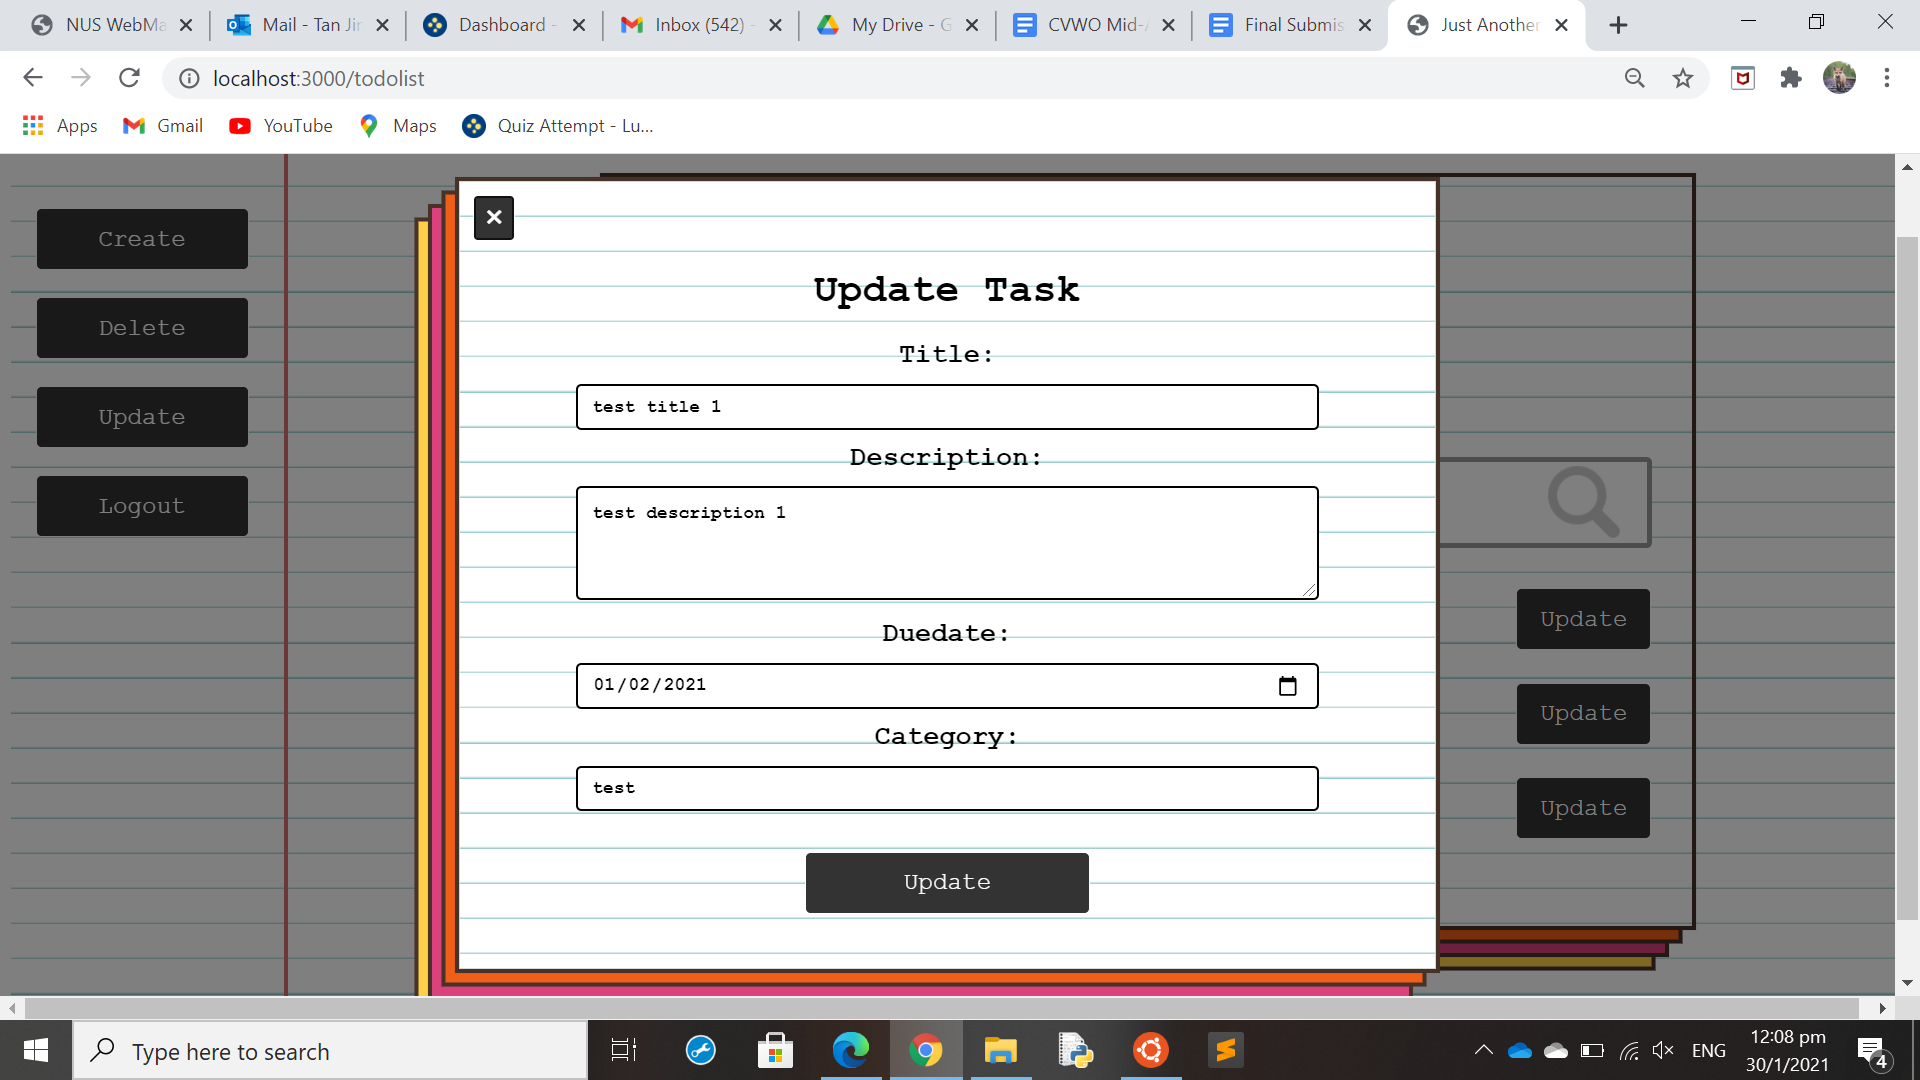 NUS WebMa
Mail - Tan Jin
Dashboard -
Inbox (542) -
My Drive - G
CVWO Mid-A
Final Submis
Just Another
localhost:3000/todolist
Apps
Gmail
YouTube
Maps
Quiz Attempt - Lu...
Create
Delete
Update
Logout
Update Task
Title:
test title 1
Description:
test description 1
Duedate:
01/02/2021
Category:
test
Update
Update
Update
Update
Type here to search
ENG
12:08 pm
30/1/2021
4